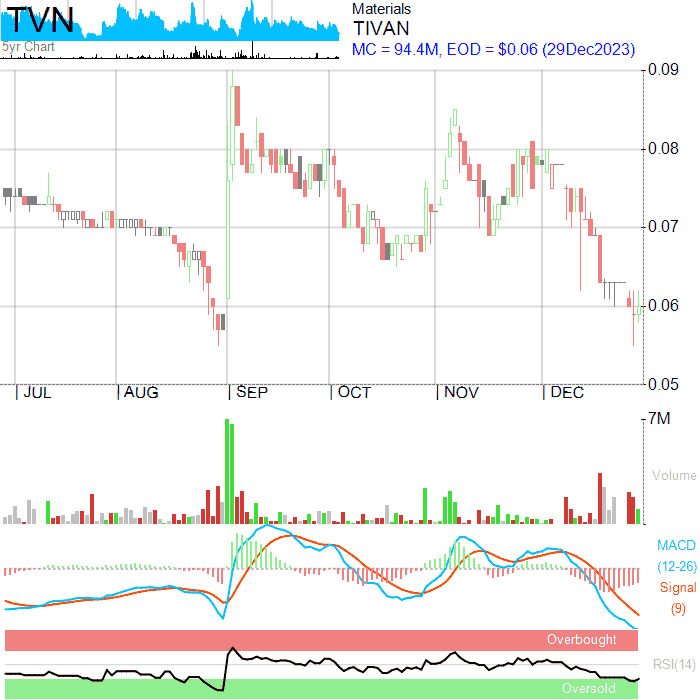 TVN
5yr Chart
Materials
TIVAN
MC = 94.4M, EOD = $0.06 (29Dec2023)
0.09
0.08
0.07
0.06
0.05
JUL AUG SEP OCT NOV DEC
7M
Volume
MACD
(12-26)
Signal
(9)
Overbought
RSI(14)
Oversold